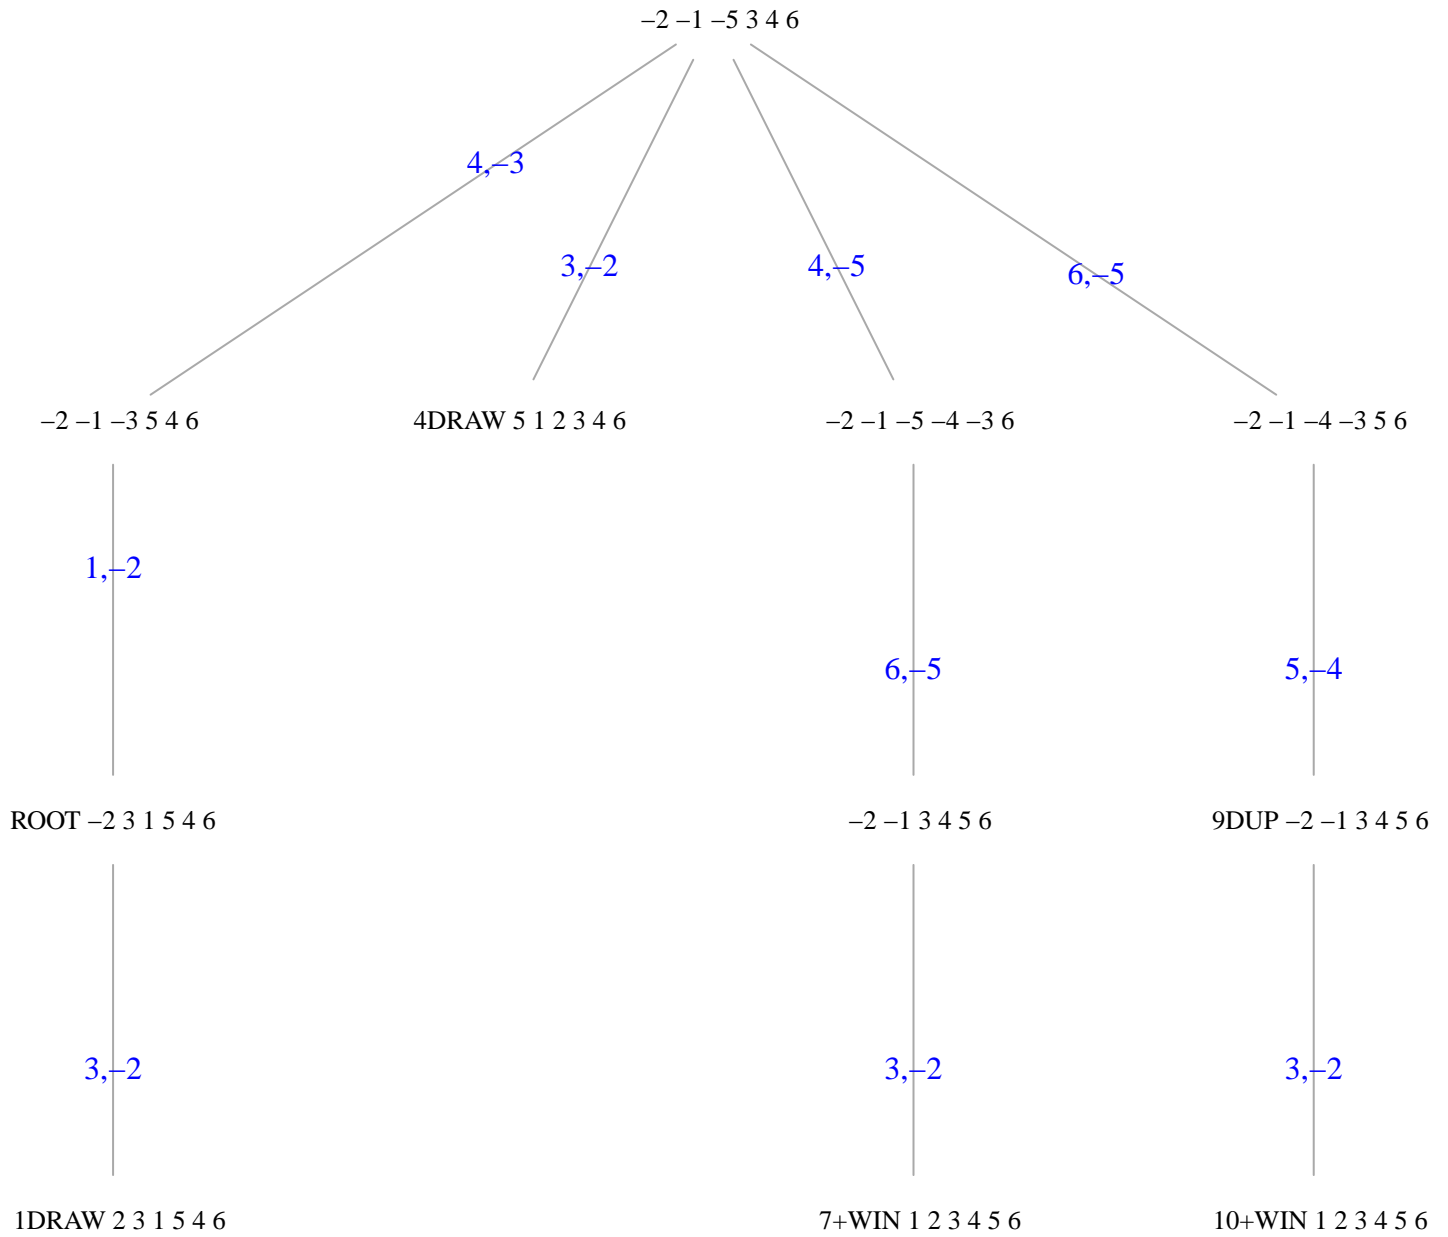 –2 –1 –5 3 4 6
4,–3
3,–2
4,–5
6,–5
–2 –1 –3 5 4 6
4DRAW 5 1 2 3 4 6
–2 –1 –5 –4 –3 6
–2 –1 –4 –3 5 6
1,–2
6,–5
5,–4
ROOT –2 3 1 5 4 6
–2 –1 3 4 5 6
9DUP –2 –1 3 4 5 6
3,–2
3,–2
3,–2
1DRAW 2 3 1 5 4 6
7+WIN 1 2 3 4 5 6
10+WIN 1 2 3 4 5 6